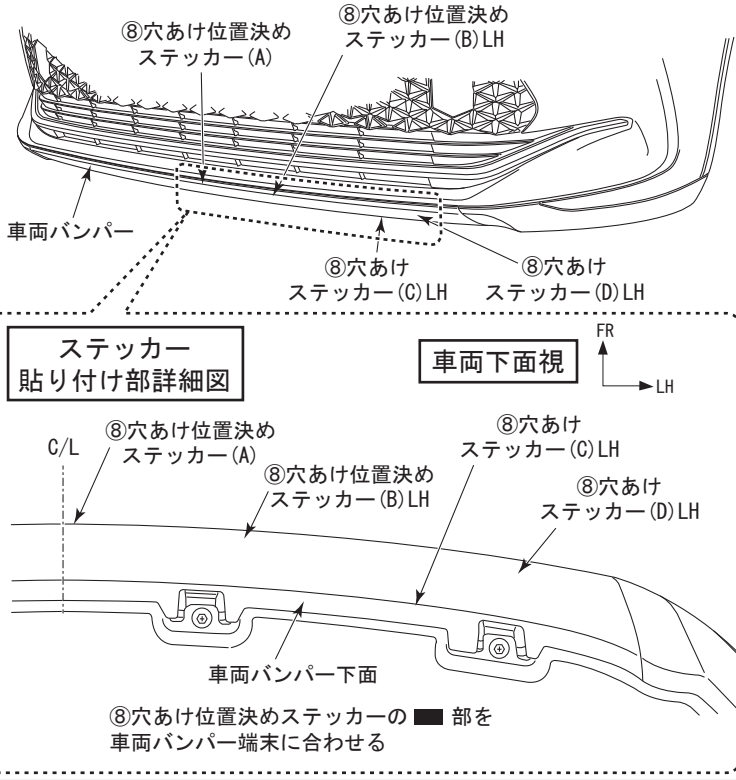 ⑧穴あけ位置決め
ステッカー(A)
⑧穴あけ位置決め
ステッカー(B)LH
車両バンパー
⑧穴あけ
ステッカー(C)LH
⑧穴あけ
ステッカー(D)LH
ステッカー
貼り付け部詳細図
車両下面視
FR
LH
C/L
⑧穴あけ位置決め
ステッカー(A)
⑧穴あけ位置決め
ステッカー(B)LH
⑧穴あけ
ステッカー(C)LH
⑧穴あけ
ステッカー(D)LH
車両バンパー下面
⑧穴あけ位置決めステッカーの ■ 部を
車両バンパー端末に合わせる